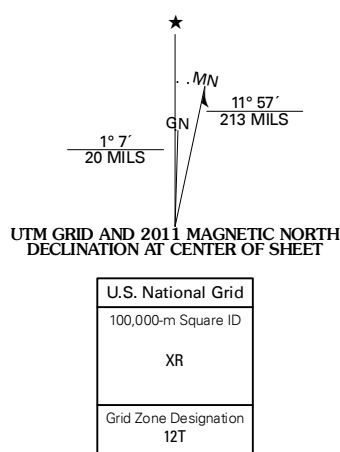 ★
MN
11° 57´
213 MILS
GN
1° 7´
20 MILS
UTM GRID AND 2011 MAGNETIC NORTH
DECLINATION AT CENTER OF SHEET
U.S. National Grid
100,000-m Square ID
XR
Grid Zone Designation
12T